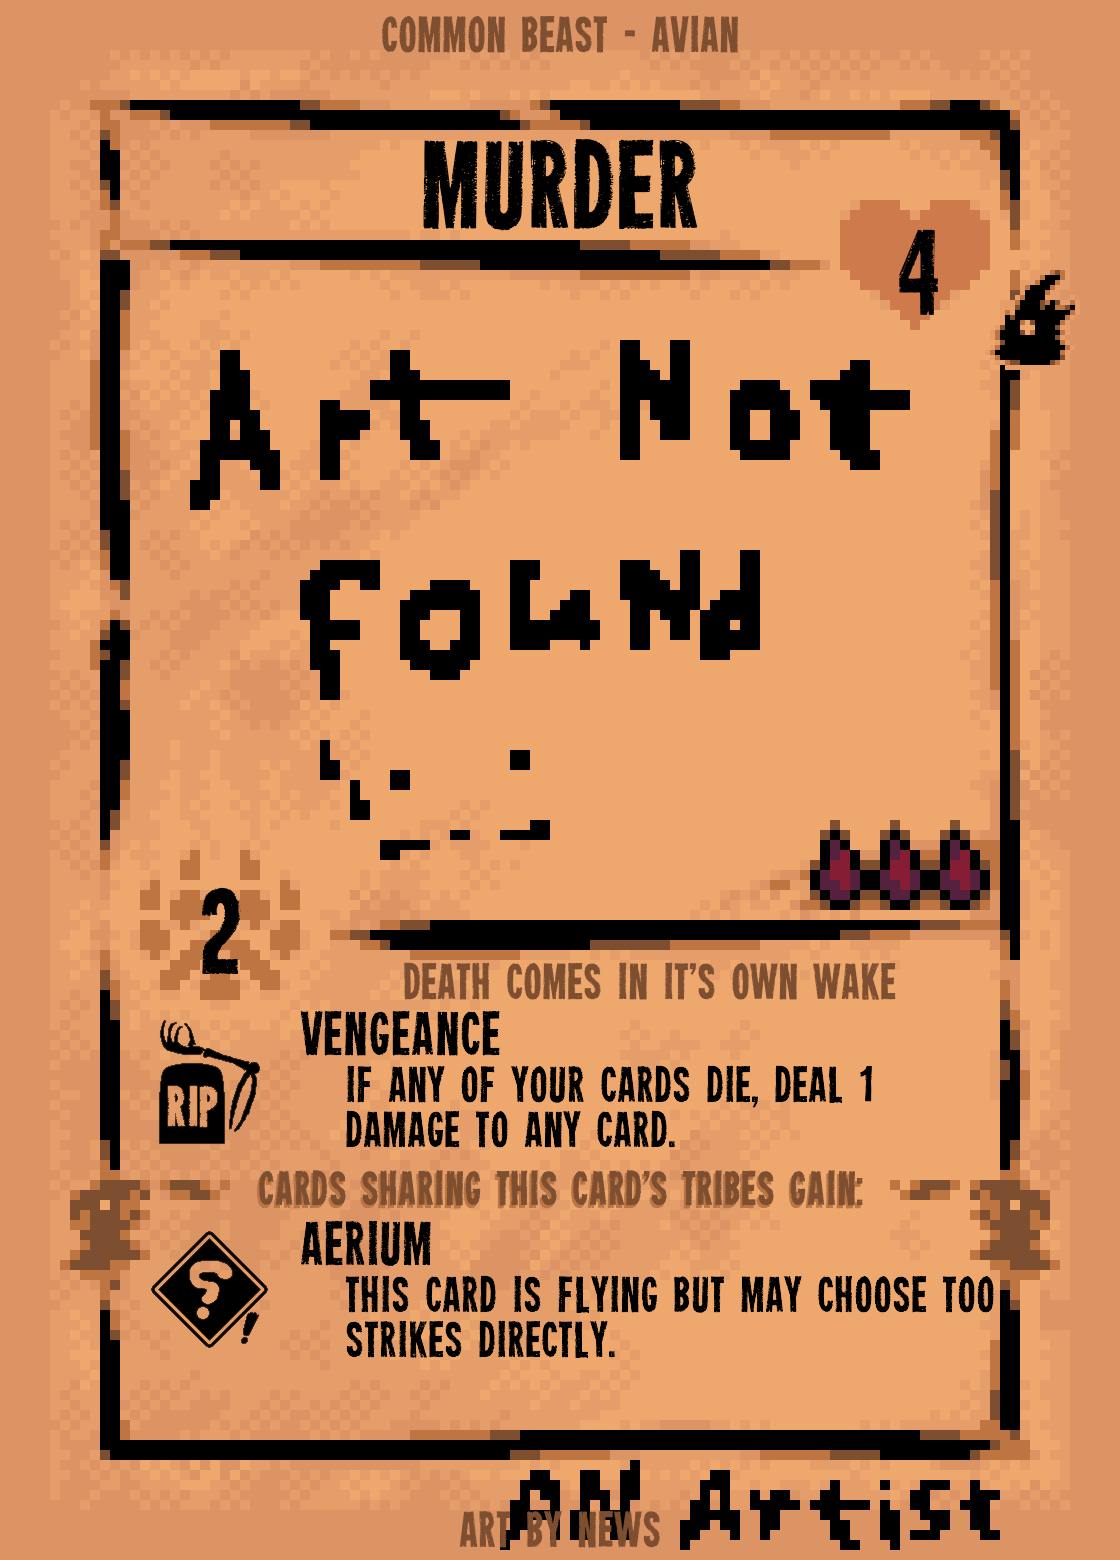 COMMON BEAST - AVIAN
MURDER
4
Art Not
Found
2
DEATH COMES IN IT'S OWN WAKE
VENGEANCE
IF ANY OF YOUR CARDS DIE, DEAL 1
DAMAGE TO ANY CARD.
RIP
CARDS SHARING THIS CARD'S TRIBES GAIN:
AERIUM
THIS CARD IS FLYING BUT MAY CHOOSE TOO
STRIKES DIRECTLY.
?!
AN Artist
ART BY NEWS